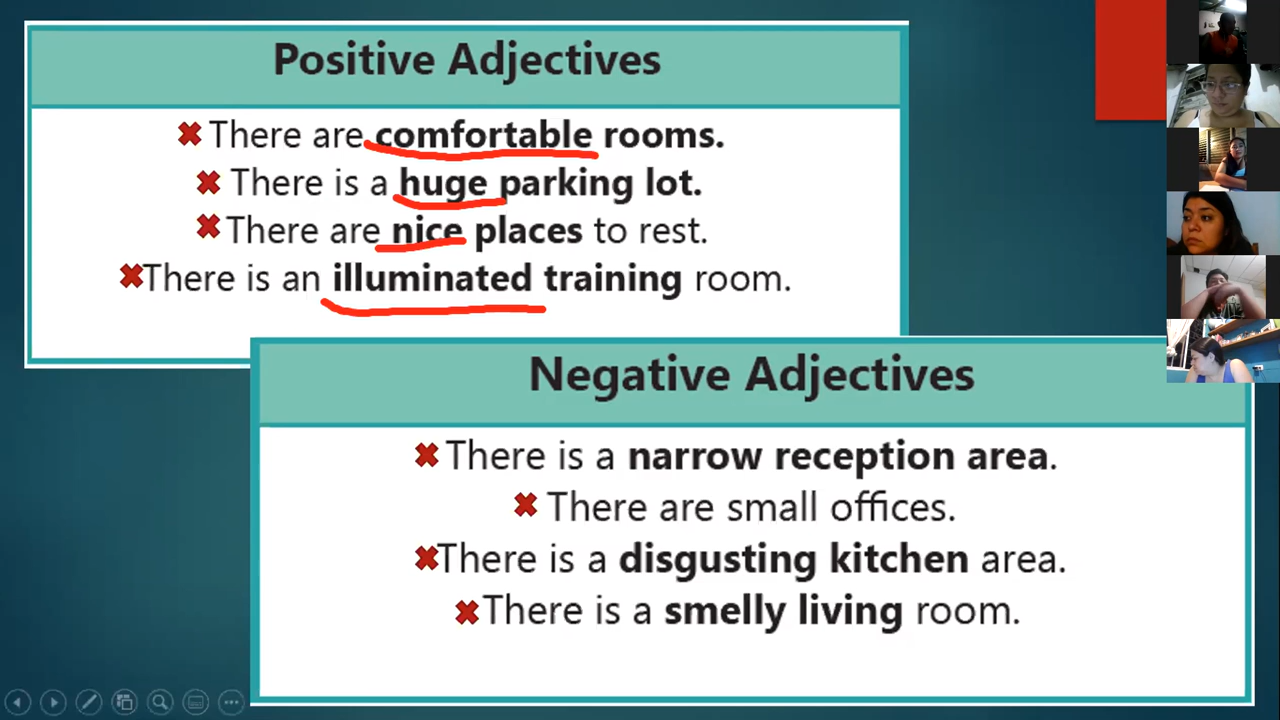 Positive Adjectives
There are comfortable rooms.
There is a huge parking lot.
There are nice places to rest.
There is an illuminated training room.
Negative Adjectives
There is a narrow reception area.
There are small offices.
There is a disgusting kitchen area.
There is a smelly living room.